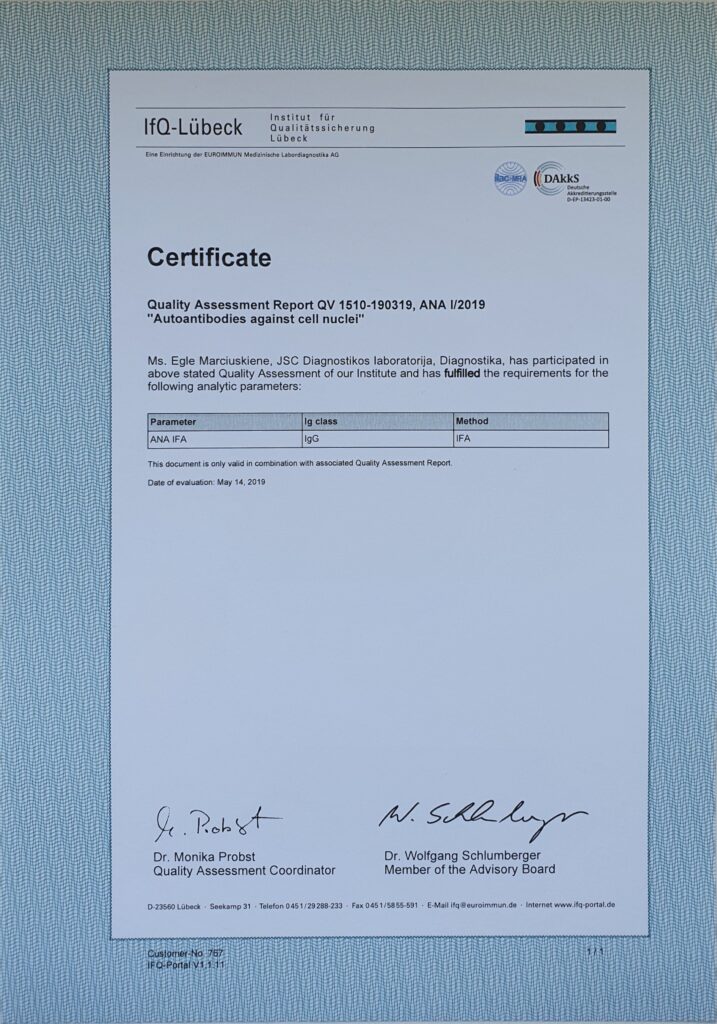 IfQ-Lübeck
Institut für
Qualitätssicherung
Lübeck
Eine Einrichtung der EUROIMMUN Medizinische Labordiagnostika AG
ilac-MRA
DAkkS
Deutsche
Akkreditierungsstelle
D-EP-13423-01-00
Certificate
Quality Assessment Report QV 1510-190319, ANA I/2019
"Autoantibodies against cell nuclei"
Ms. Egle Marciuskiene, JSC Diagnostikos laboratorija, Diagnostika, has participated in
above stated Quality Assessment of our Institute and has fulfilled the requirements for the
following analytic parameters:
Parameter Ig class Method
ANA IFA IgG IFA
This document is only valid in combination with associated Quality Assessment Report.
Date of evaluation: May 14, 2019
Probst W. Schlumberger
Dr. Monika Probst
Quality Assessment Coordinator
Dr. Wolfgang Schlumberger
Member of the Advisory Board
D-23560 Lübeck · Seekamp 31 · Telefon 0451/29288-233 · Fax 0451/5855-591 · E-Mail ifq@euroimmun.de · Internet www.ifq-portal.de
Customer-No. 767
IFQ-Portal V1.1.11
1 / 1